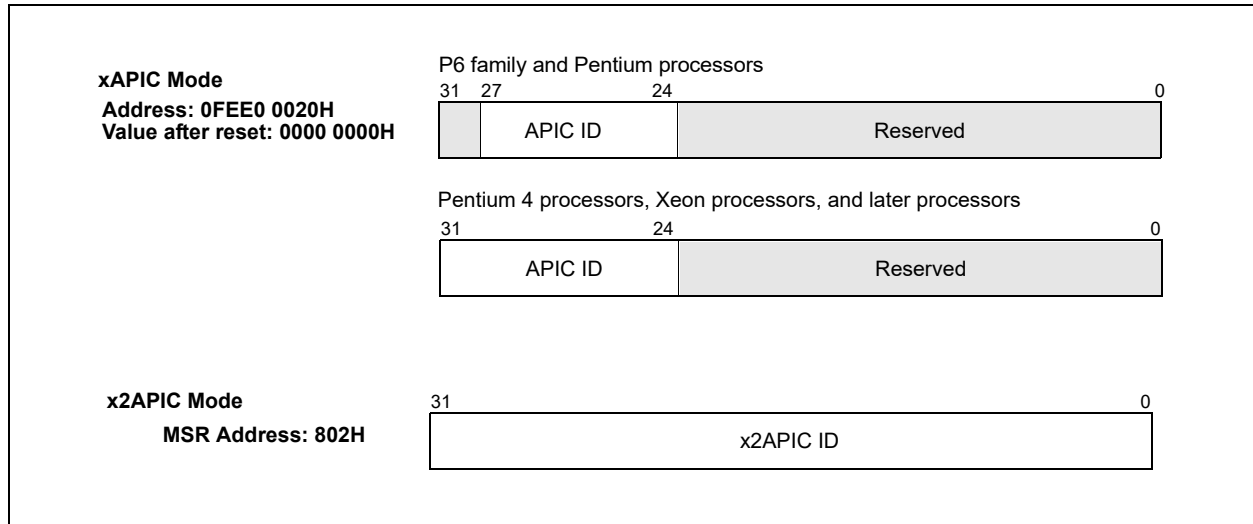 P6 family and Pentium processors
xAPIC Mode
31 27 24 0
Address: 0FEE0 0020H
Value after reset: 0000 0000H
APIC ID Reserved
Pentium 4 processors, Xeon processors, and later processors
31 24 0
APIC ID Reserved
x2APIC Mode
31 0
MSR Address: 802H
x2APIC ID